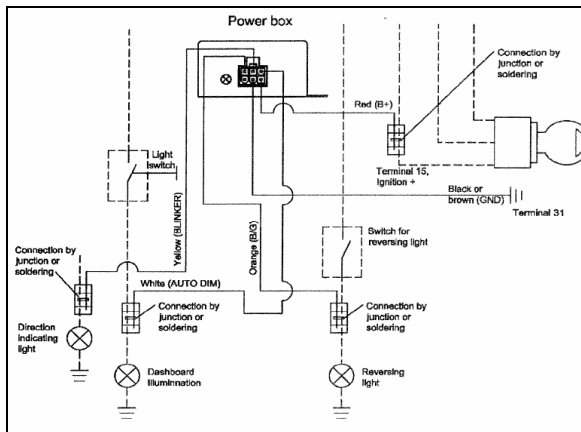 Power box
Connection by
junction or
soldering
Red (B+)
Light
switch
Terminal 15,
Ignition +
Black or
brown (GND)
Terminal 31
Yellow (BLINKER)
Orange (B/G)
Switch for
reversing light
Connection by
junction or
soldering
White (AUTO DIM)
Connection by
junction or
soldering
Connection by
junction or
soldering
Direction
indicating
light
Dashboard
illuminnation
Reversing
light